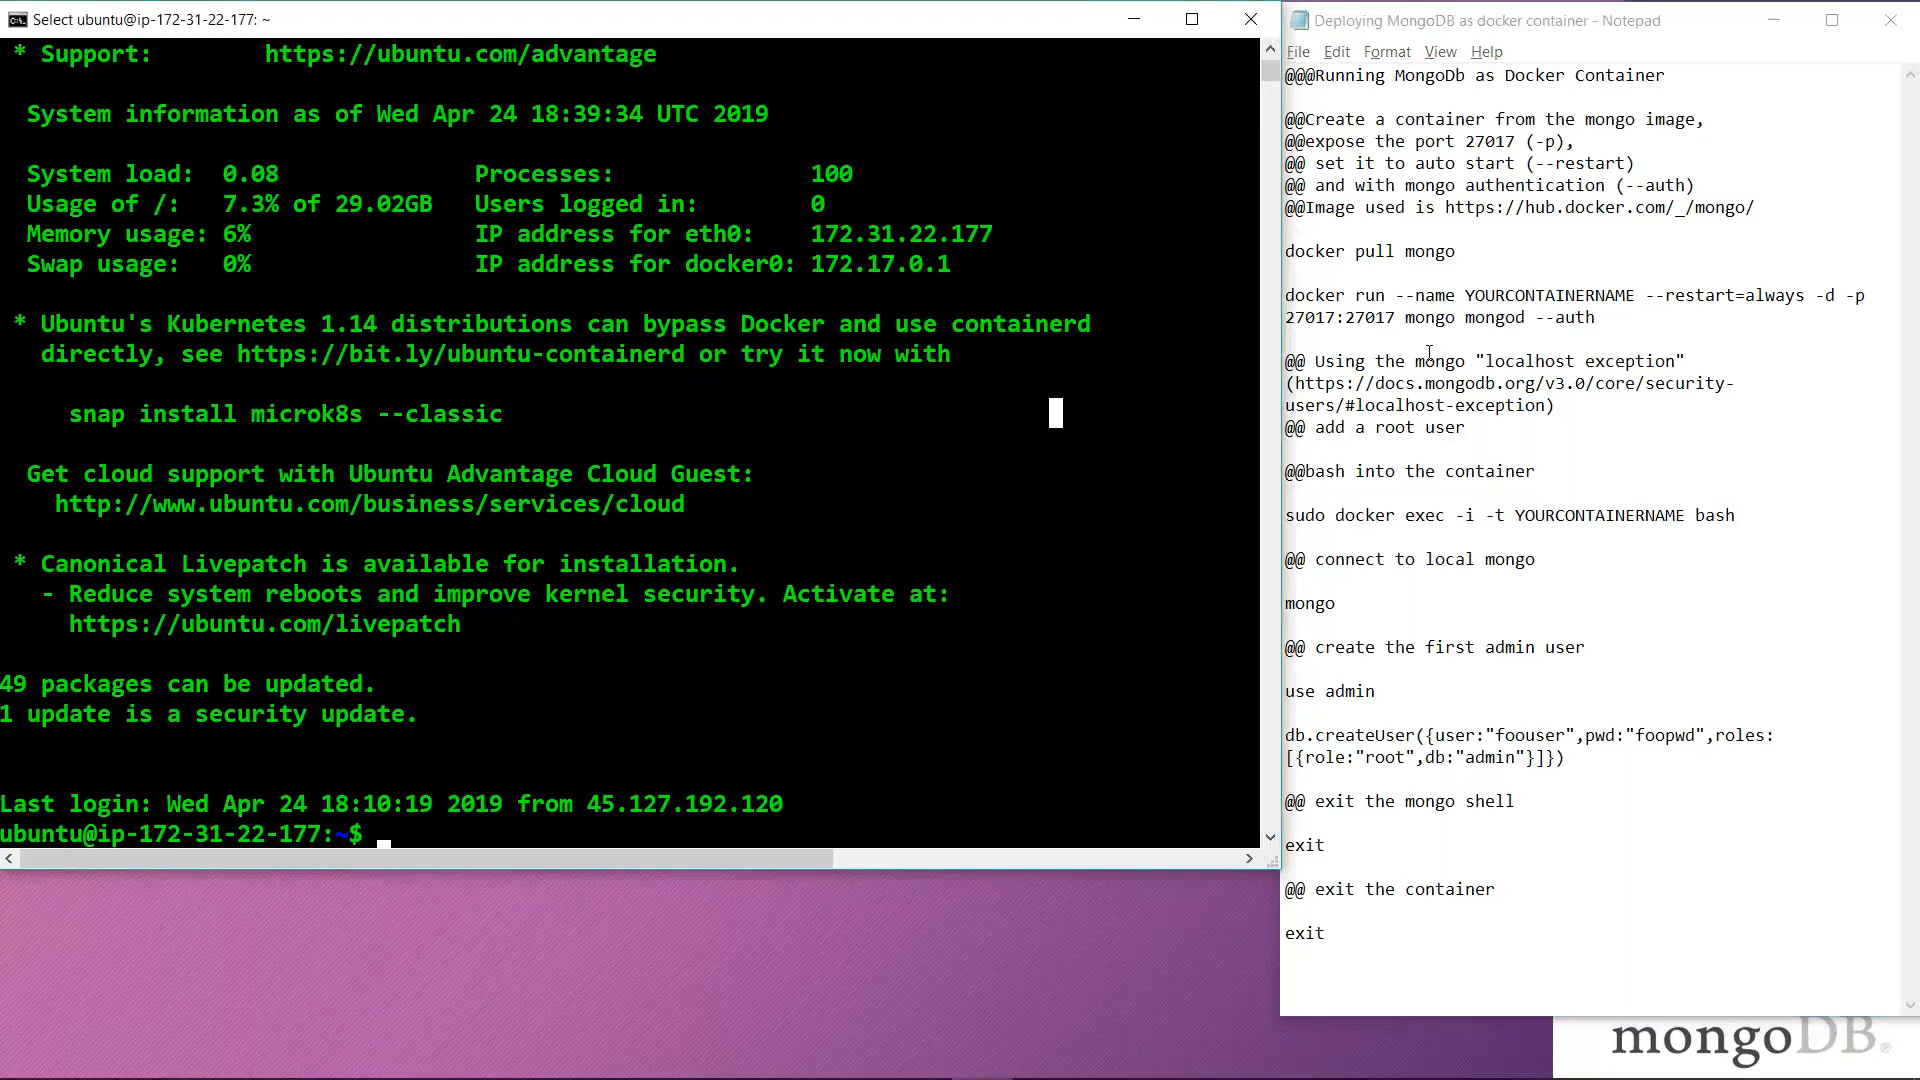 Select ubuntu@ip-172-31-22-177: ~
* Support: https://ubuntu.com/advantage
System information as of Wed Apr 24 18:39:34 UTC 2019
System load: 0.08 Processes: 100
Usage of /: 7.3% of 29.02GB Users logged in: 0
Memory usage: 6% IP address for eth0: 172.31.22.177
Swap usage: 0% IP address for docker0: 172.17.0.1
* Ubuntu's Kubernetes 1.14 distributions can bypass Docker and use containerd
directly, see https://bit.ly/ubuntu-containerd or try it now with
snap install microk8s --classic
Get cloud support with Ubuntu Advantage Cloud Guest:
http://www.ubuntu.com/business/services/cloud
* Canonical Livepatch is available for installation.
- Reduce system reboots and improve kernel security. Activate at:
https://ubuntu.com/livepatch
49 packages can be updated.
1 update is a security update.
Last login: Wed Apr 24 18:10:19 2019 from 45.127.192.120
ubuntu@ip-172-31-22-177:~$
Deploying MongoDB as docker container - Notepad
File Edit Format View Help
@@@Running MongoDb as Docker Container
@@Create a container from the mongo image,
@@expose the port 27017 (-p),
@@ set it to auto start (--restart)
@@ and with mongo authentication (--auth)
@@Image used is https://hub.docker.com/_/mongo/
docker pull mongo
docker run --name YOURCONTAINERNAME --restart=always -d -p
27017:27017 mongo mongod --auth
@@ Using the mongo "localhost exception"
(https://docs.mongodb.org/v3.0/core/security-
users/#localhost-exception)
@@ add a root user
@@bash into the container
sudo docker exec -i -t YOURCONTAINERNAME bash
@@ connect to local mongo
mongo
@@ create the first admin user
use admin
db.createUser({user:"foouser",pwd:"foopwd",roles:
[{role:"root",db:"admin"}]})
@@ exit the mongo shell
exit
@@ exit the container
exit
mongoDB®